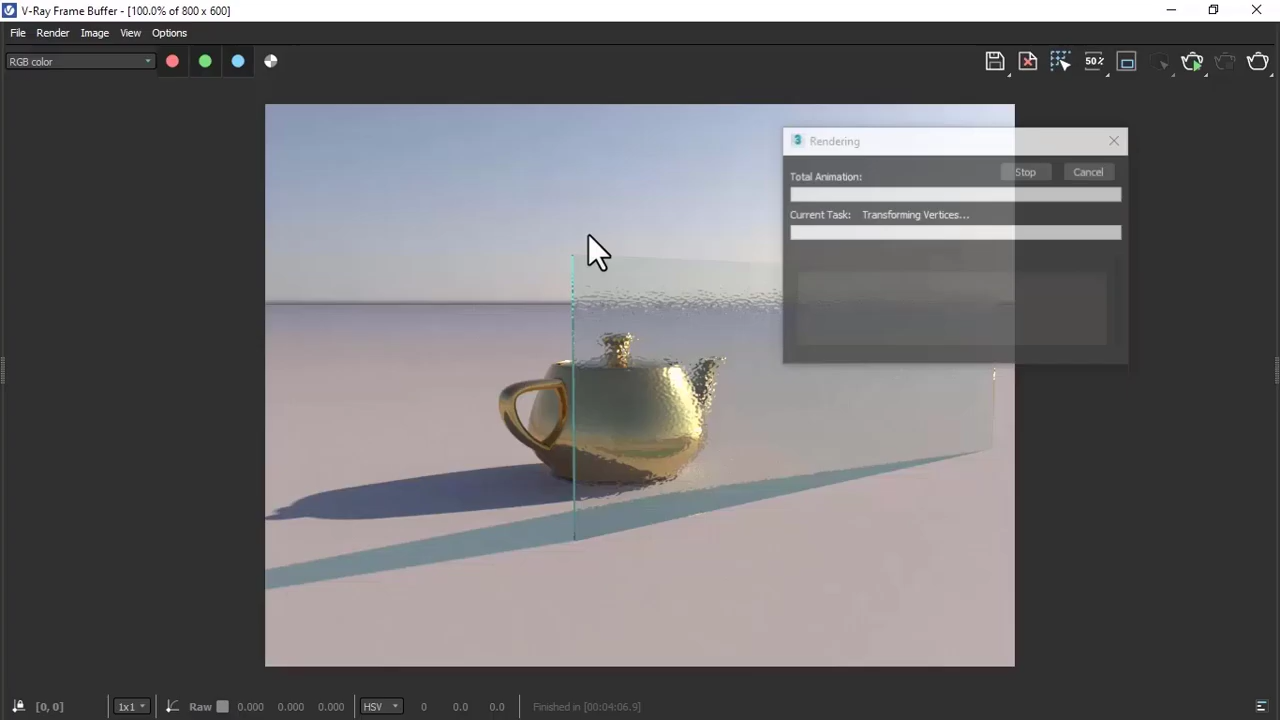 V-Ray Frame Buffer - [100.0% of 800 x 600]
File Render Image View Options
RGB color
50%
3 Rendering
Stop Cancel
Total Animation:
Current Task: Transforming Vertices...
[0, 0]
1x1
Raw 0.000 0.000 0.000
HSV 0 0.0 0.0
Finished in [00:04:06.9]